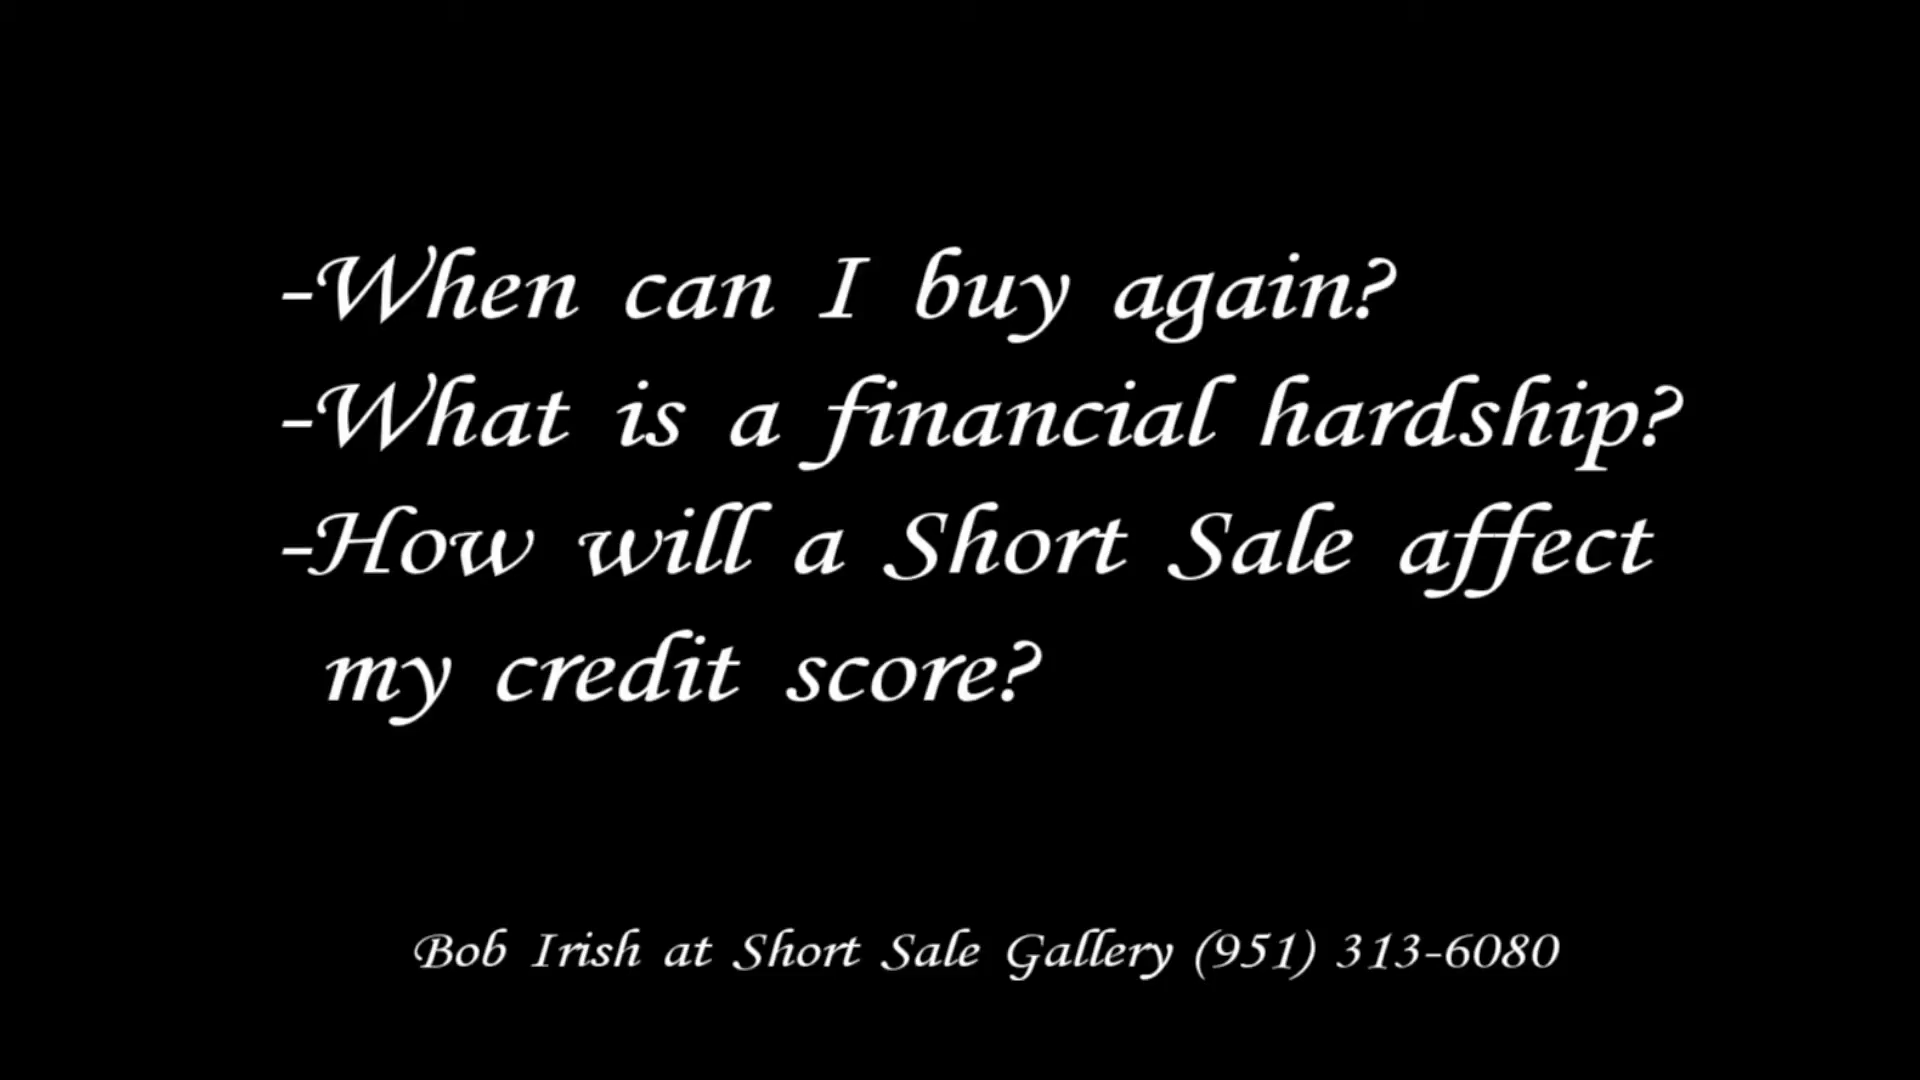 -When can I buy again?
-What is a financial hardship?
-How will a Short Sale affect
my credit score?
Bob Irish at Short Sale Gallery (951) 313-6080